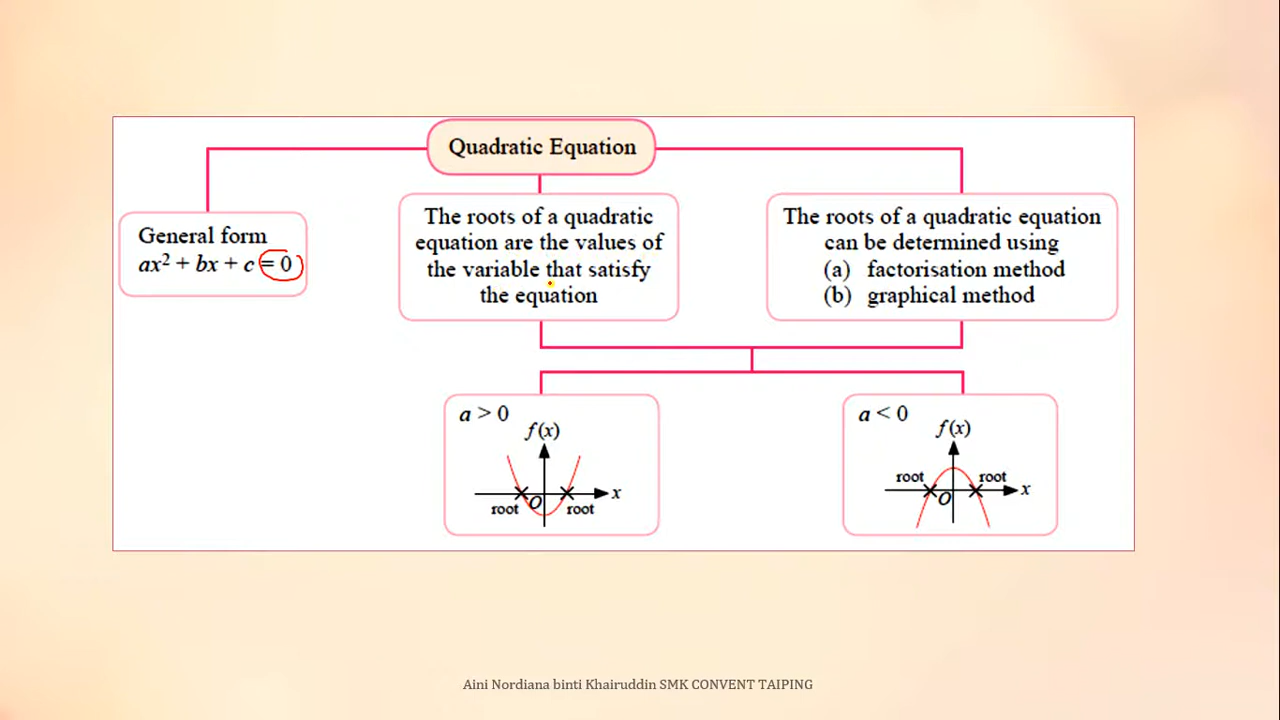 Quadratic Equation
General form
ax² + bx + c = 0
The roots of a quadratic
equation are the values of
the variable that satisfy
the equation
The roots of a quadratic equation
can be determined using
(a) factorisation method
(b) graphical method
a > 0
f(x)
x
O
root
root
a < 0
f(x)
root
root
O
x
Aini Nordiana binti Khairuddin SMK CONVENT TAIPING